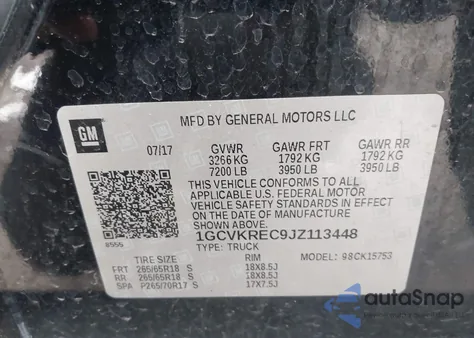 MFD BY GENERAL MOTORS LLC
GM
07/17 GVWR GAWR FRT GAWR RR
3266 KG 1792 KG 1792 KG
7200 LB 3950 LB 3950 LB
THIS VEHICLE CONFORMS TO ALL
APPLICABLE U.S. FEDERAL MOTOR
VEHICLE SAFETY STANDARDS IN EFFECT
ON THE DATE OF MANUFACTURE
SHOWN ABOVE.
1GCVKREC9JZ113448
TYPE: TRUCK MODEL: 98CK15753
TIRE SIZE RIM
FRT 265/65R18 S 18X8.5J
RR 265/65R18 S 18X8.5J
SPA P265/70R17 S 17X7.5J
autoSnap